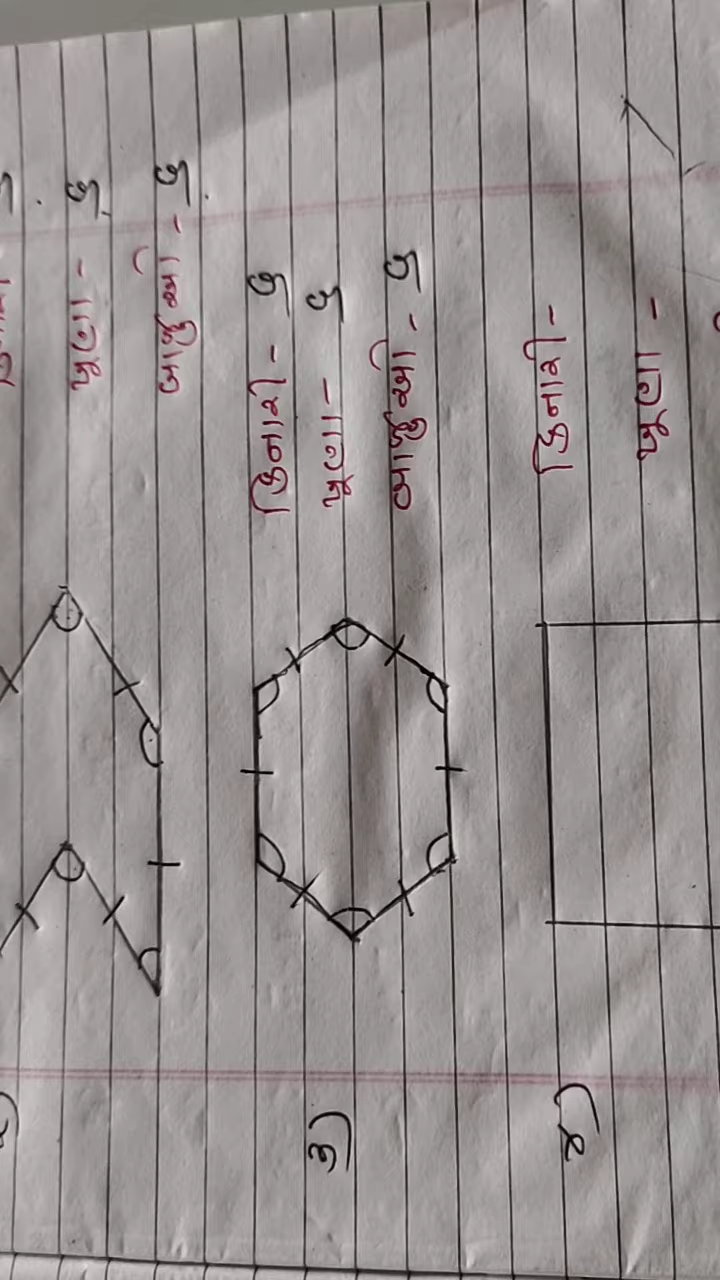 ખૂણા - ૬
બાજુઓ - ૬
૩)
કિનારી - ૬
ખૂણા - ૬
બાજુઓ - ૬
૪)
કિનારી -
ખૂણા -